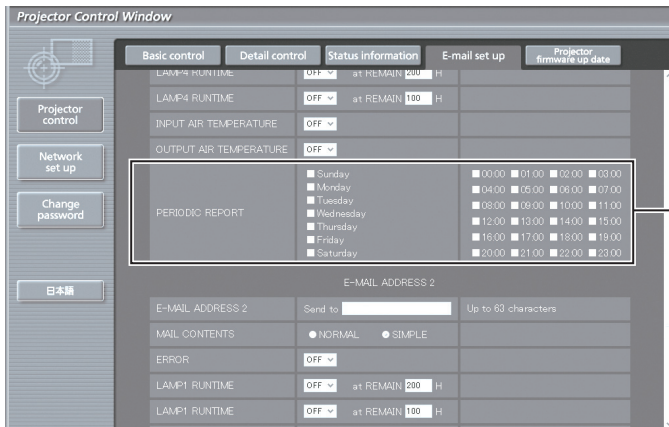 Projector Control Window
Basic control Detail control Status information E-mail set up Projector firmware up date
LAMP4 RUNTIME OFF at REMAIN 200 H
LAMP4 RUNTIME OFF at REMAIN 100 H
INPUT AIR TEMPERATURE OFF
OUTPUT AIR TEMPERATURE OFF
Projector control
Network set up
Change password
日本語
PERIODIC REPORT
Sunday
Monday
Tuesday
Wednesday
Thursday
Friday
Saturday
00:00 01:00 02:00 03:00
04:00 05:00 06:00 07:00
08:00 09:00 10:00 11:00
12:00 13:00 14:00 15:00
16:00 17:00 18:00 19:00
20:00 21:00 22:00 23:00
E-MAIL ADDRESS 2
E-MAIL ADDRESS 2 Send to Up to 63 characters
MAIL CONTENTS NORMAL SIMPLE
ERROR OFF
LAMP1 RUNTIME OFF at REMAIN 200 H
LAMP1 RUNTIME OFF at REMAIN 100 H